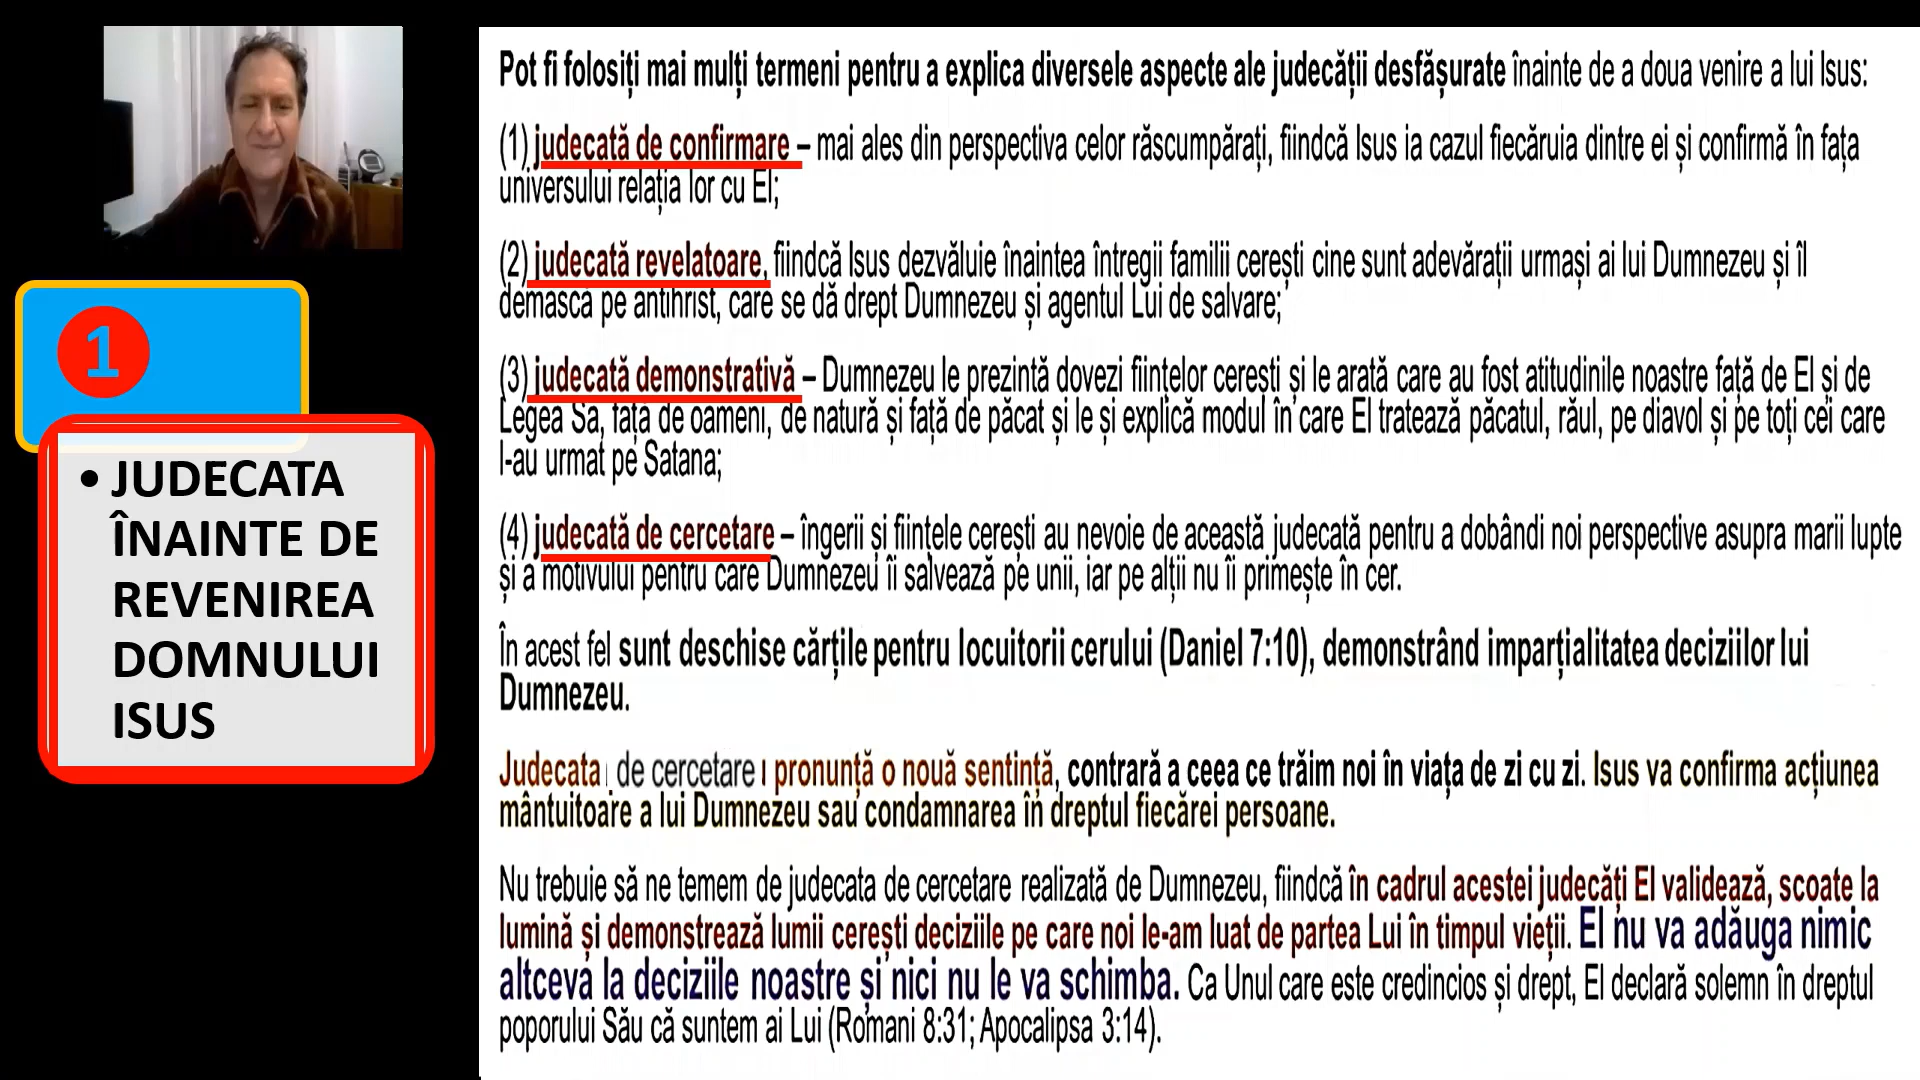 1
• JUDECATA
ÎNAINTE DE
REVENIREA
DOMNULUI
ISUS
Pot fi folosiți mai mulți termeni pentru a explica diversele aspecte ale judecății desfășurate înainte de a doua venire a lui Isus:
(1) judecată de confirmare – mai ales din perspectiva celor răscumpărați, fiindcă Isus ia cazul fiecăruia dintre ei și confirmă în fața
universului relația lor cu El;
(2) judecată revelatoare, fiindcă Isus dezvăluie înaintea întregii familii cerești cine sunt adevărații urmași ai lui Dumnezeu și îl
demască pe antihrist, care se dă drept Dumnezeu și agentul Lui de salvare;
(3) judecată demonstrativă – Dumnezeu le prezintă dovezi ființelor cerești și le arată care au fost atitudinile noastre față de El și de
Legea Sa, față de oameni, de natură și față de păcat și le și explică modul în care El tratează păcatul, răul, pe diavol și pe toți cei care
l-au urmat pe Satana;
(4) judecată de cercetare – îngerii și ființele cerești au nevoie de această judecată pentru a dobândi noi perspective asupra marii lupte
și a motivului pentru care Dumnezeu îi salvează pe unii, iar pe alții nu îi primește în cer.
În acest fel sunt deschise cărțile pentru locuitorii cerului (Daniel 7:10), demonstrând imparțialitatea deciziilor lui
Dumnezeu.
Judecata de cercetare pronunță o nouă sentință, contrară a ceea ce trăim noi în viața de zi cu zi. Isus va confirma acțiunea
mântuitoare a lui Dumnezeu sau condamnarea în dreptul fiecărei persoane.
Nu trebuie să ne temem de judecata de cercetare realizată de Dumnezeu, fiindcă în cadrul acestei judecăți El validează, scoate la
lumină și demonstrează lumii cerești deciziile pe care noi le-am luat de partea Lui în timpul vieții. El nu va adăuga nimic
altceva la deciziile noastre și nici nu le va schimba. Ca Unul care este credincios și drept, El declară solemn în dreptul
poporului Său că suntem ai Lui (Romani 8:31; Apocalipsa 3:14).